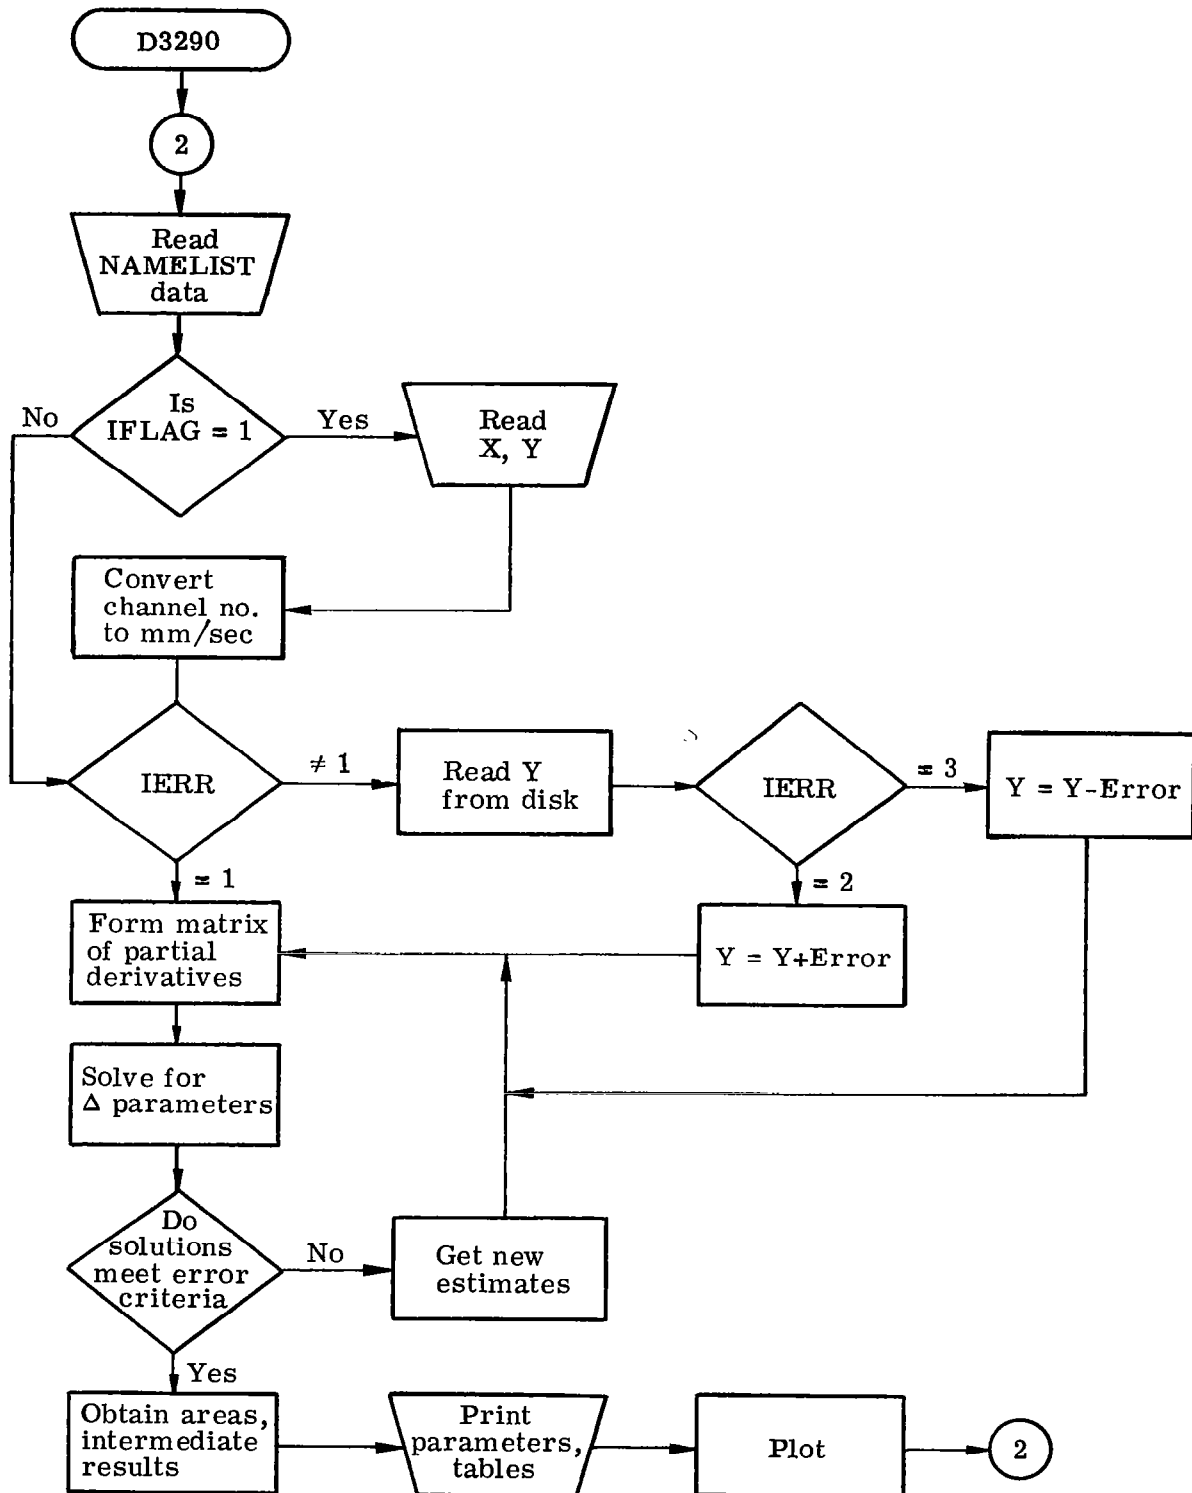 D3290
2
Read
NAMELIST
data
Is
IFLAG = 1
No
Yes
Read
X, Y
Convert
channel no.
to mm/sec
IERR
≠ 1
Read Y
from disk
IERR
= 3
Y = Y-Error
= 1
= 2
Form matrix
of partial
derivatives
Y = Y+Error
Solve for
Δ parameters
Do
solutions
meet error
criteria
No
Get new
estimates
Yes
Obtain areas,
intermediate
results
Print
parameters,
tables
Plot
2